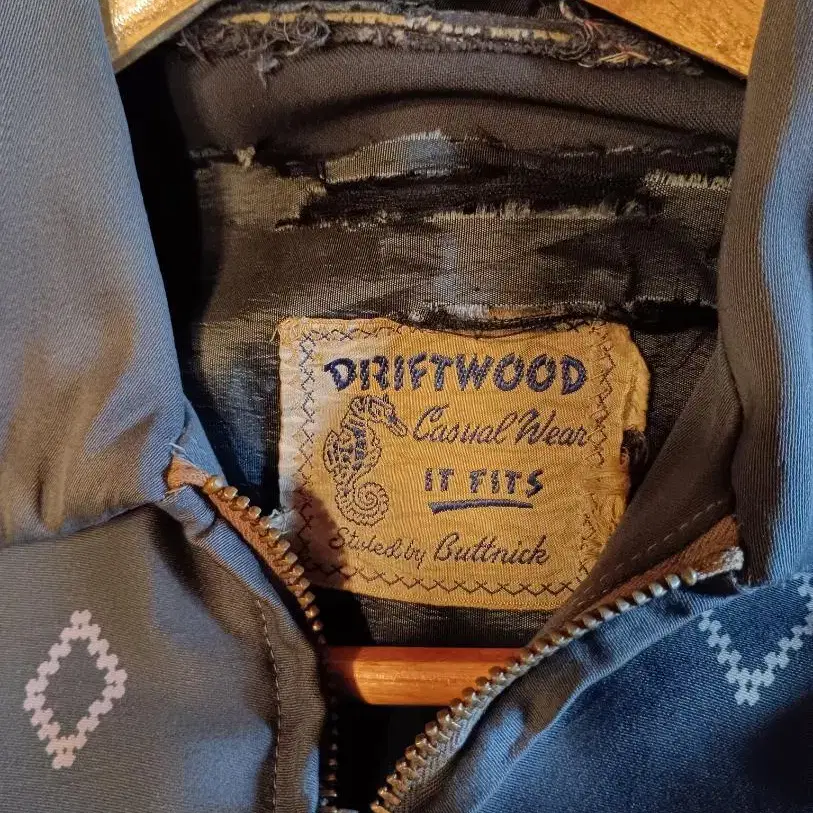 DRIFTWOOD
Casual Wear
IT FITS
Styled by Buttnick